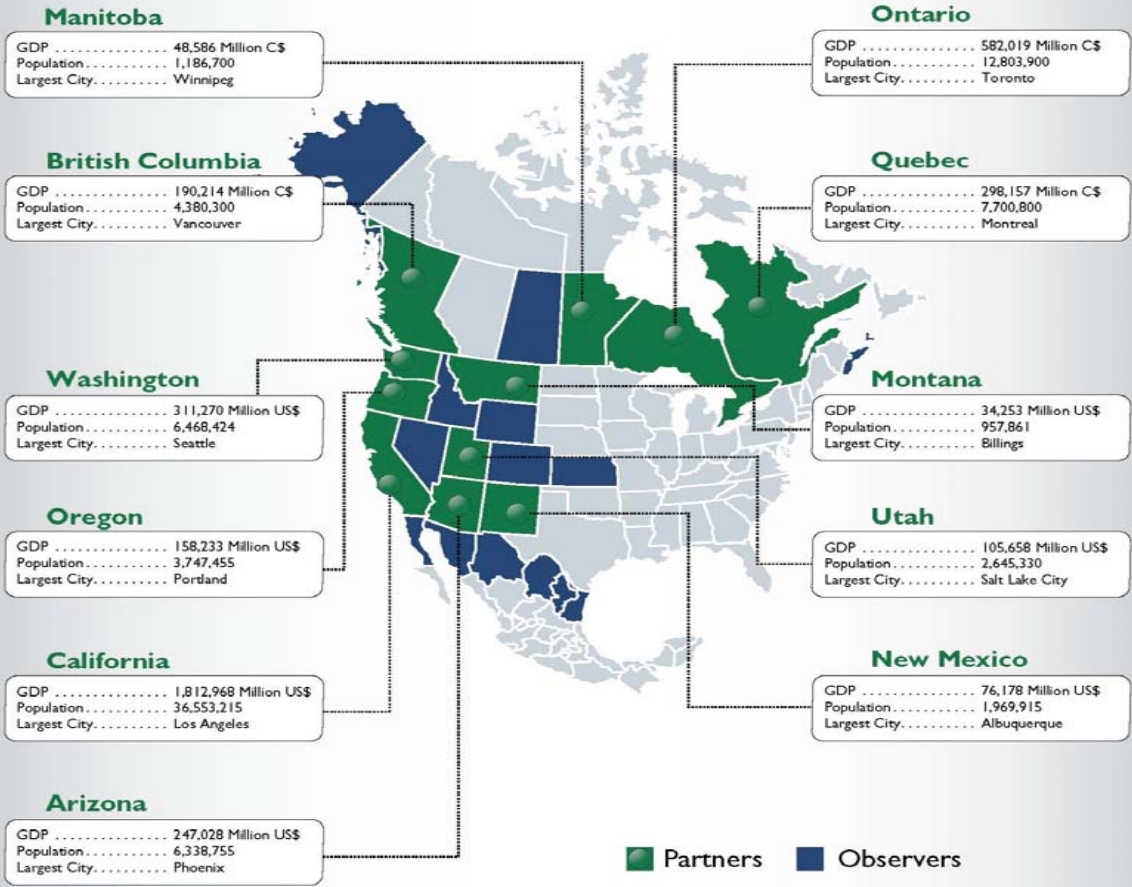 Manitoba
GDP ............... 48,586 Million C$
Population .......... 1,186,700
Largest City.......... Winnipeg
British Columbia
GDP ............... 190,214 Million C$
Population .......... 4,380,300
Largest City.......... Vancouver
Washington
GDP ............... 311,270 Million US$
Population .......... 6,468,424
Largest City.......... Seattle
Oregon
GDP ............... 158,233 Million US$
Population .......... 3,747,455
Largest City.......... Portland
California
GDP ............... 1,812,968 Million US$
Population .......... 36,553,215
Largest City.......... Los Angeles
Arizona
GDP ............... 247,028 Million US$
Population .......... 6,338,755
Largest City.......... Phoenix
Ontario
GDP ............... 582,019 Million C$
Population .......... 12,803,900
Largest City.......... Toronto
Quebec
GDP ............... 298,157 Million C$
Population .......... 7,700,800
Largest City.......... Montreal
Montana
GDP ............... 34,253 Million US$
Population .......... 957,861
Largest City.......... Billings
Utah
GDP ............... 105,658 Million US$
Population .......... 2,645,330
Largest City.......... Salt Lake City
New Mexico
GDP ............... 76,178 Million US$
Population .......... 1,969,915
Largest City.......... Albuquerque
Partners
Observers